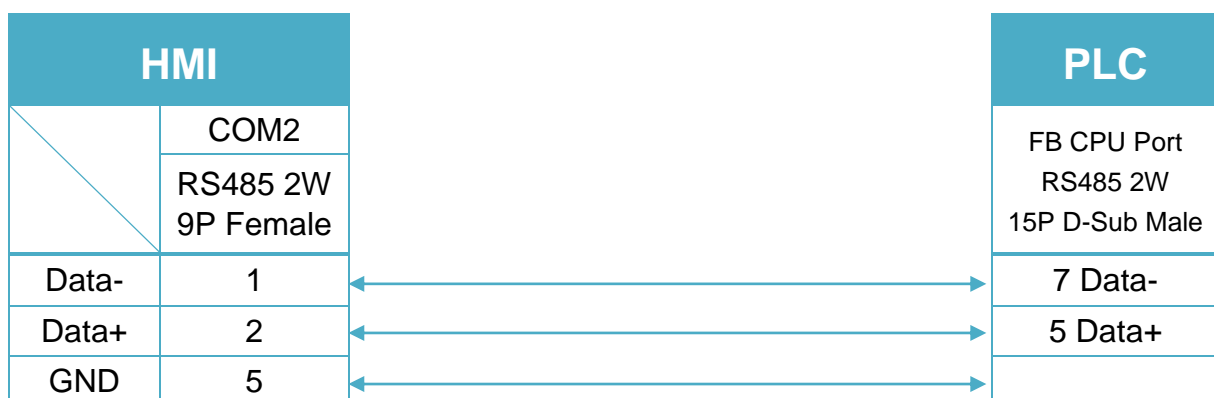 HMI
PLC
COM2
RS485 2W
9P Female
FB CPU Port
RS485 2W
15P D-Sub Male
Data- 1 7 Data-
Data+ 2 5 Data+
GND 5